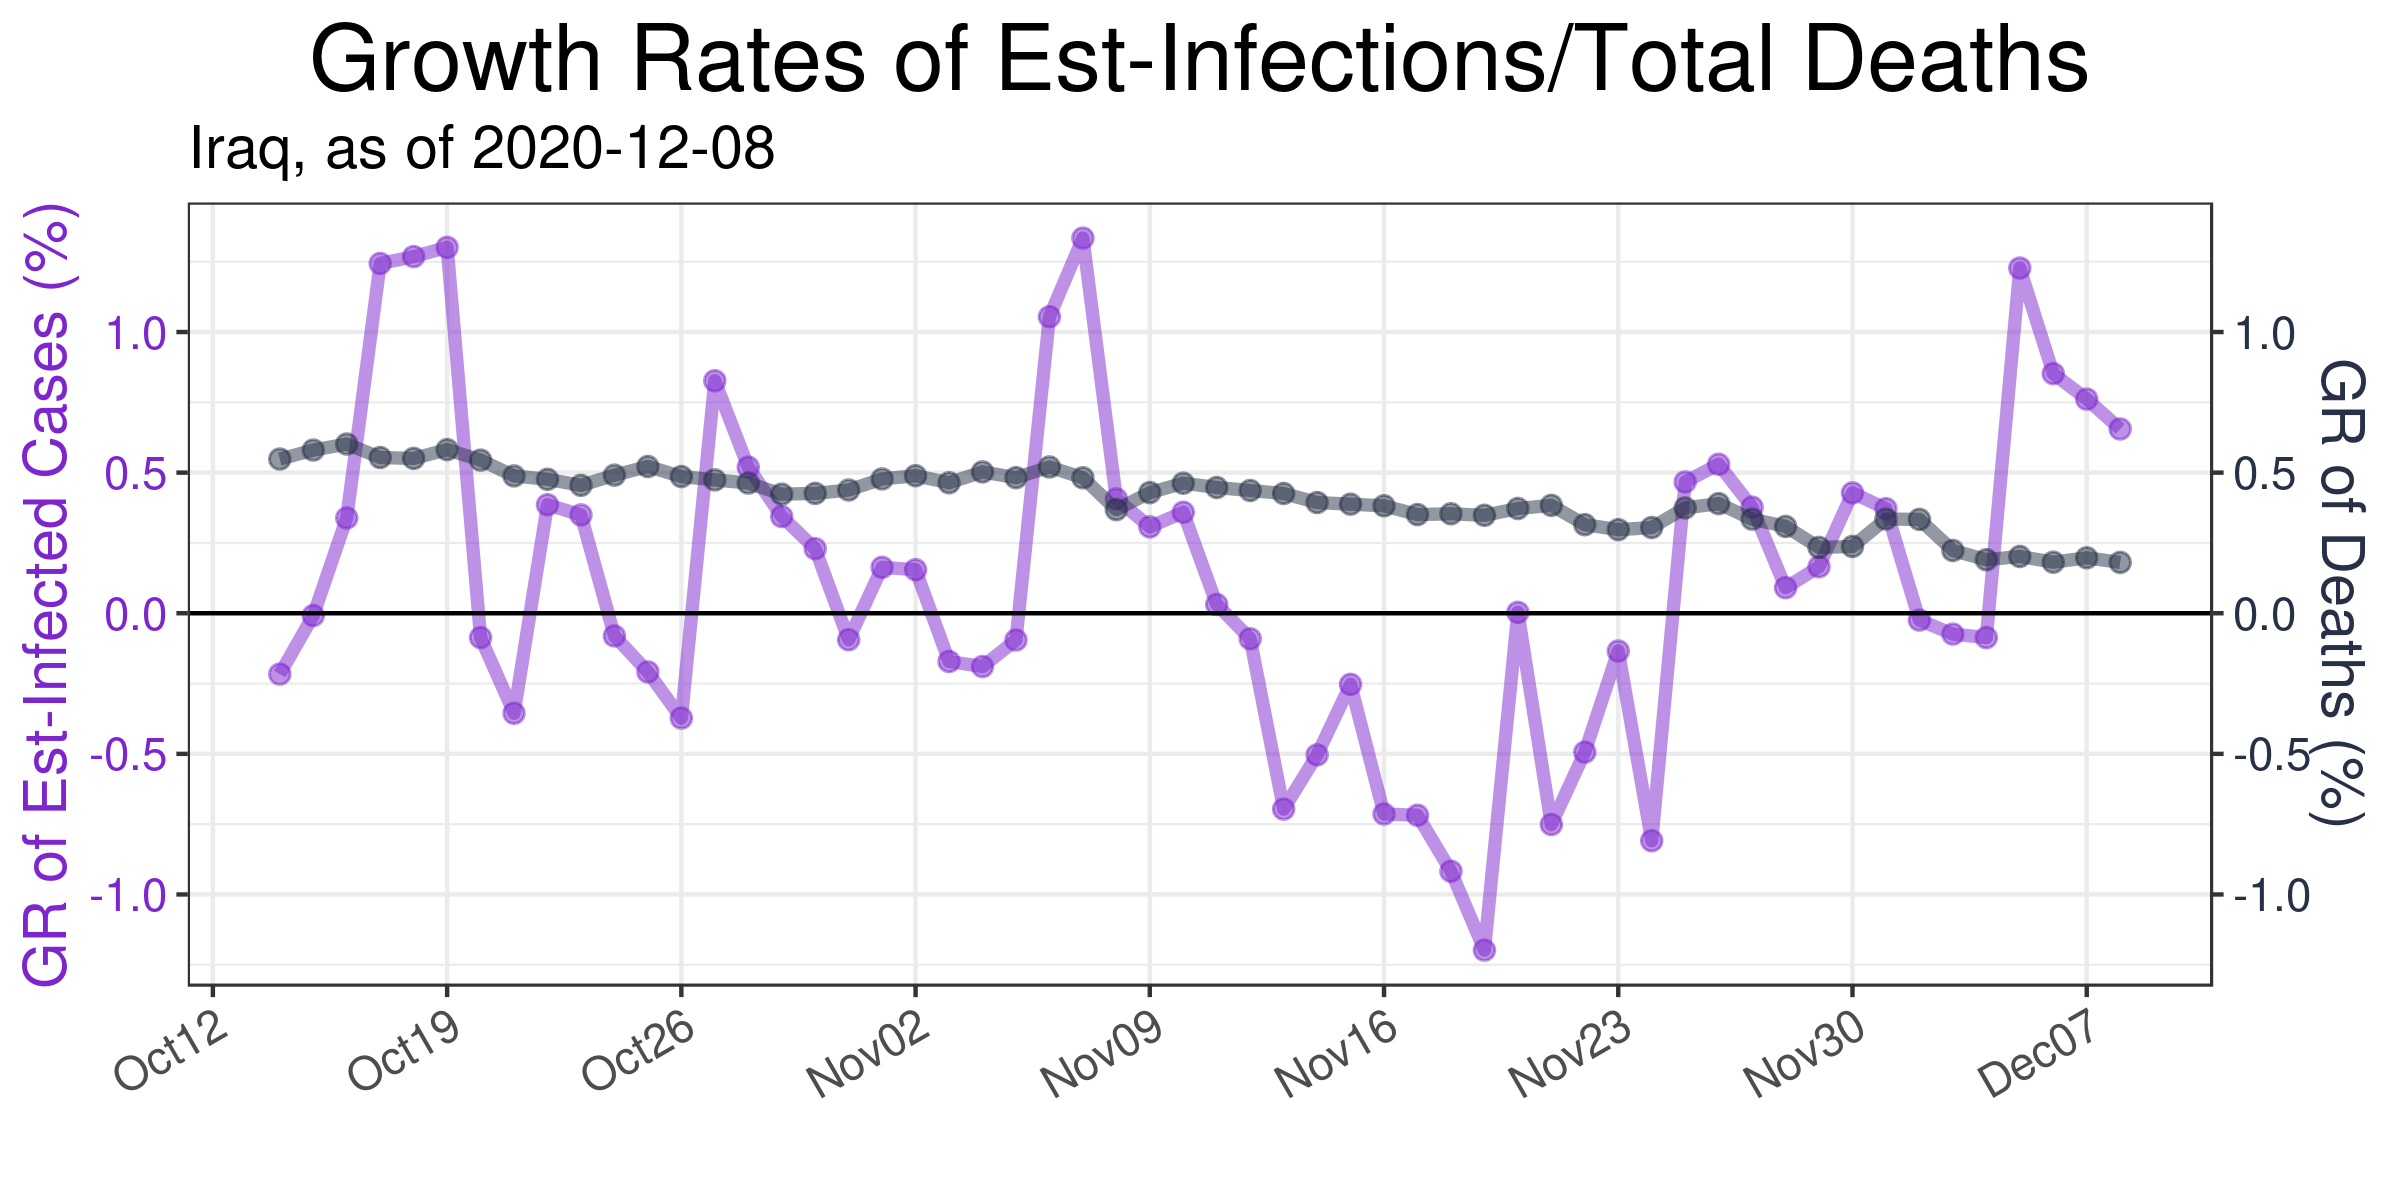 Growth Rates of Est-Infections/Total Deaths
Iraq, as of 2020-12-08
GR of Est-Infected Cases (%)
1.0
0.5
0.0
-0.5
-1.0
1.0
0.5
0.0
-0.5
-1.0
GR of Deaths (%)
Oct12
Oct19
Oct26
Nov02
Nov09
Nov16
Nov23
Nov30
Dec07